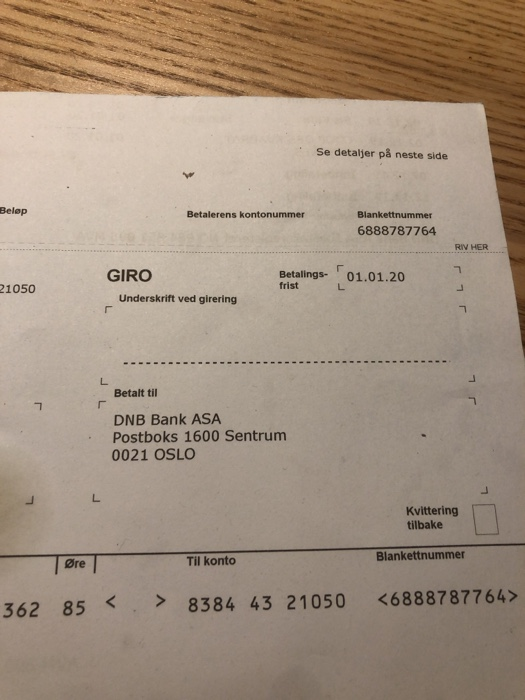 Se detaljer på neste side
Beløp Betalerens kontonummer Blankettnummer
6888787764
RIV HER
21050 GIRO Betalings-
frist 01.01.20
Underskrift ved girering
Betalt til
DNB Bank ASA
Postboks 1600 Sentrum
0021 OSLO
Kvittering
tilbake
Øre Til konto Blankettnummer
362 85 < > 8384 43 21050 <6888787764>